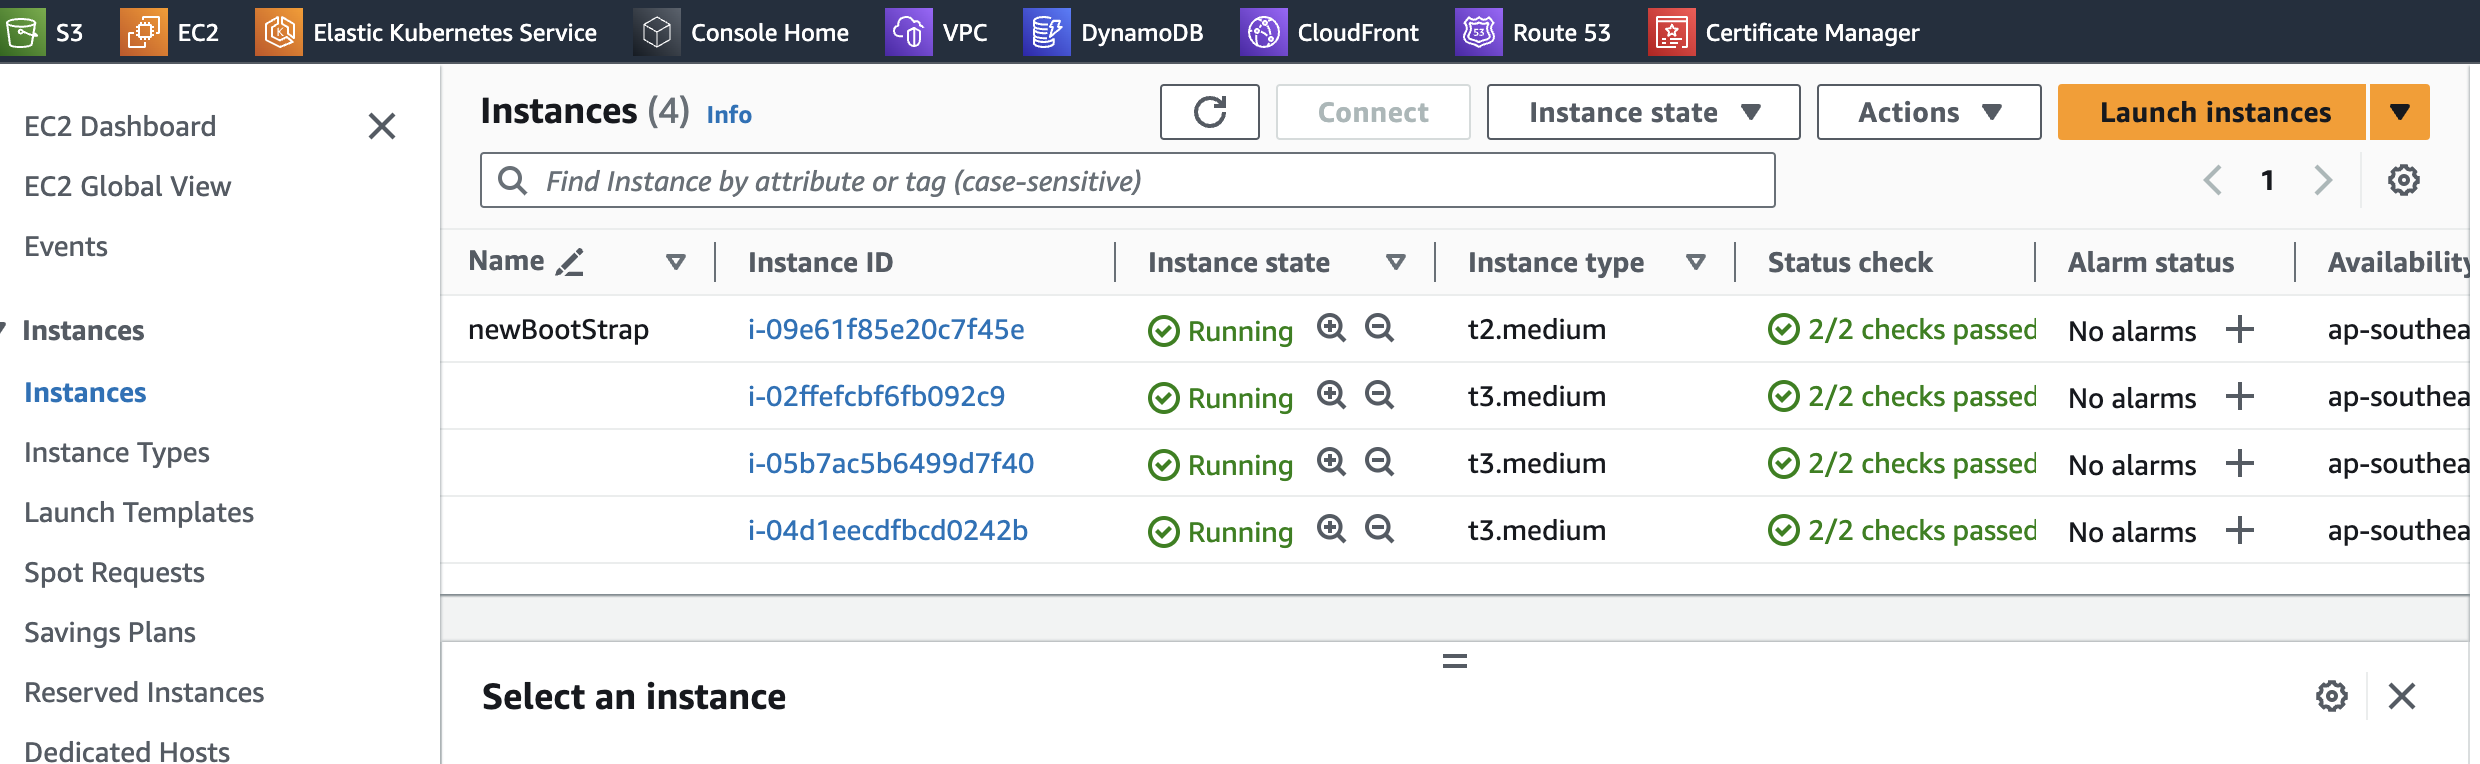 S3 EC2 Elastic Kubernetes Service Console Home VPC DynamoDB CloudFront Route 53 Certificate Manager
EC2 Dashboard
EC2 Global View
Events
Instances
Instances
Instance Types
Launch Templates
Spot Requests
Savings Plans
Reserved Instances
Dedicated Hosts
Instances (4) Info Connect Instance state Actions Launch instances
Find Instance by attribute or tag (case-sensitive) 1
Name Instance ID Instance state Instance type Status check Alarm status Availability
newBootStrap i-09e61f85e20c7f45e Running t2.medium 2/2 checks passed No alarms ap-southea
i-02ffefcbf6fb092c9 Running t3.medium 2/2 checks passed No alarms ap-southea
i-05b7ac5b6499d7f40 Running t3.medium 2/2 checks passed No alarms ap-southea
i-04d1eecdfbcd0242b Running t3.medium 2/2 checks passed No alarms ap-southea
Select an instance